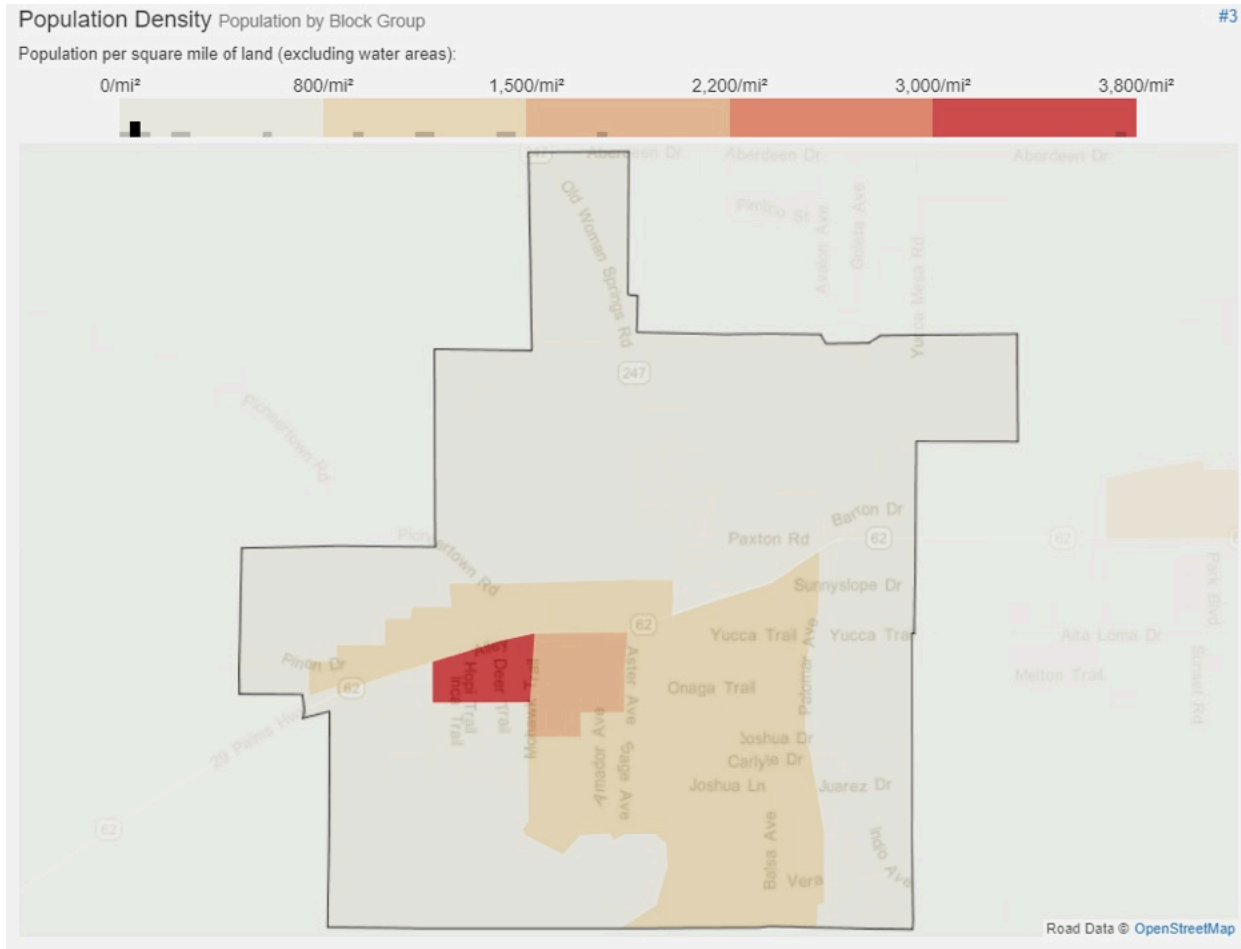 Population Density Population by Block Group
#3
Population per square mile of land (excluding water areas):
0/mi² 800/mi² 1,500/mi² 2,200/mi² 3,000/mi² 3,800/mi²
247
Aberdeen Dr
Aberdeen Dr
Aberdeen Dr
Old Woman Springs Rd
Pimlico St
Avalon Ave
Goleta Ave
Yucca Mesa Rd
247
Pioneertown Rd
Barron Dr
Paxton Rd
62
62
Pioneertown Rd
Sunnyslope Dr
Park Blvd
62
Yucca Trail
Yucca Tra
Alta Loma Dr
Palomar Ave
Pinon Dr
62
Hopi Trail
Deer Trail
Inca Trail
Mohawk Trail
Aster Ave
Onaga Trail
Melton Trail
Sunset Rd
29 Palms Hwy
Amador Ave
Sage Ave
Joshua Dr
Carlyle Dr
Joshua Ln
Juarez Dr
62
Balsa Ave
Indio Ave
Vera
Road Data © OpenStreetMap